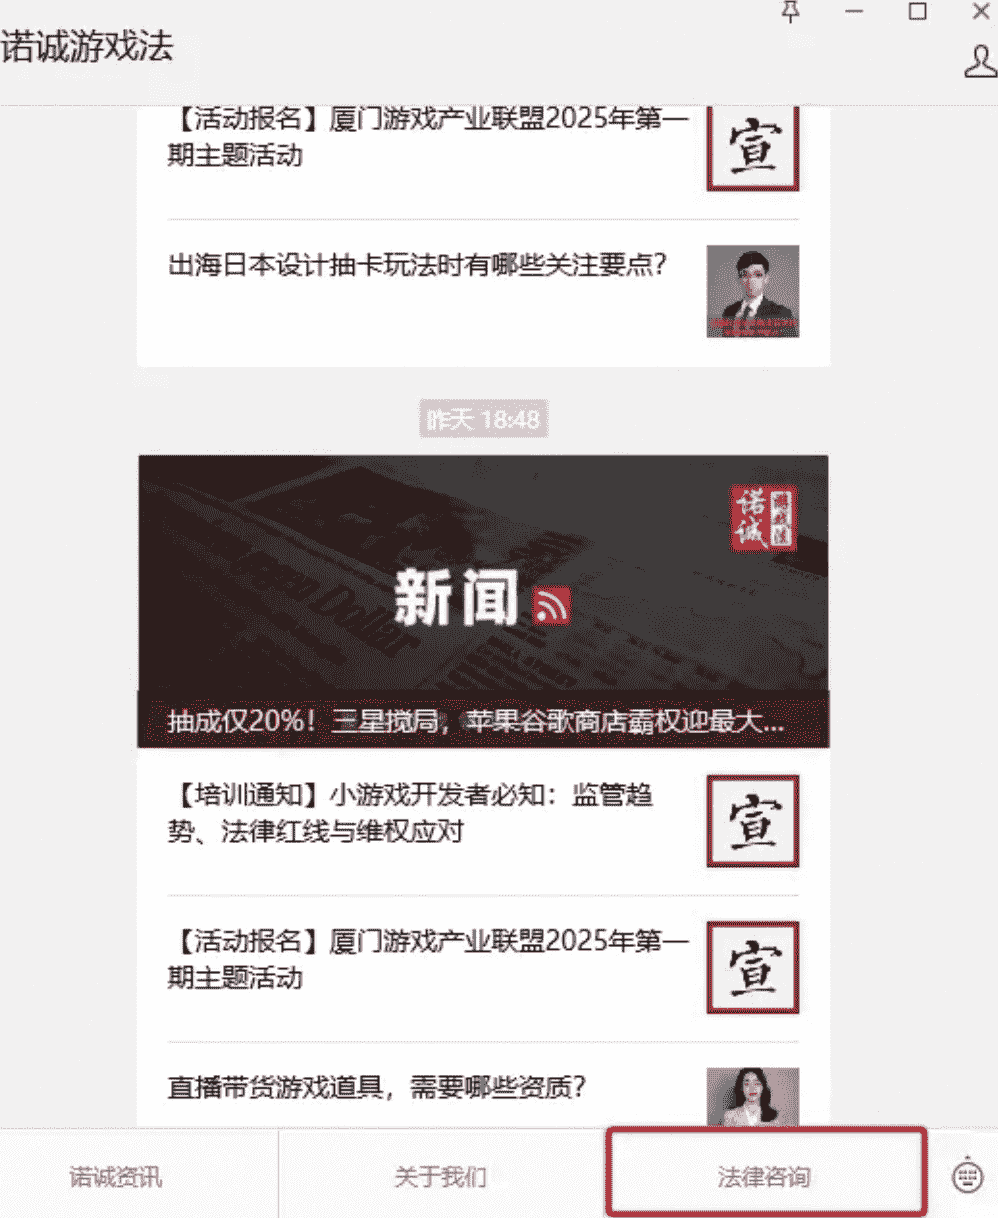 诺诚游戏法
【活动报名】厦门游戏产业联盟2025年第一
期主题活动
宣
出海日本设计抽卡玩法时有哪些关注要点?
昨天 18:48
诺诚
新闻
抽成仅20%！三星搅局，苹果谷歌商店霸权迎最大...
【培训通知】小游戏开发者必知：监管趋
势、法律红线与维权应对
宣
【活动报名】厦门游戏产业联盟2025年第一
期主题活动
宣
直播带货游戏道具，需要哪些资质?
诺诚资讯
关于我们
法律咨询